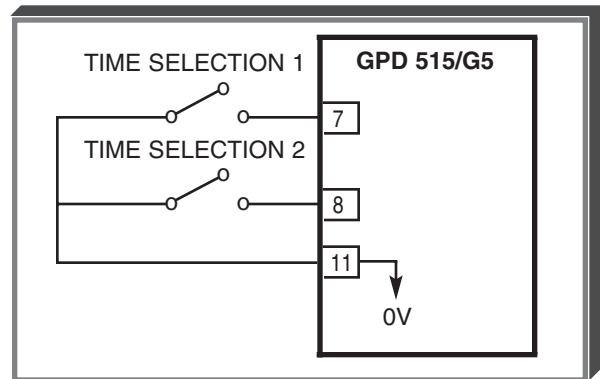 TIME SELECTION 1
GPD 515/G5
7
TIME SELECTION 2
8
11
0V